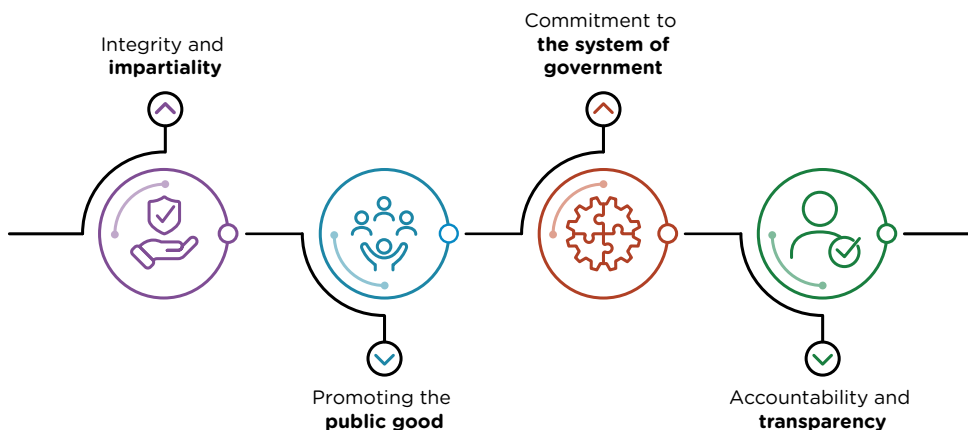 Integrity and
impartiality
Promoting the
public good
Commitment to
the system of
government
Accountability and
transparency